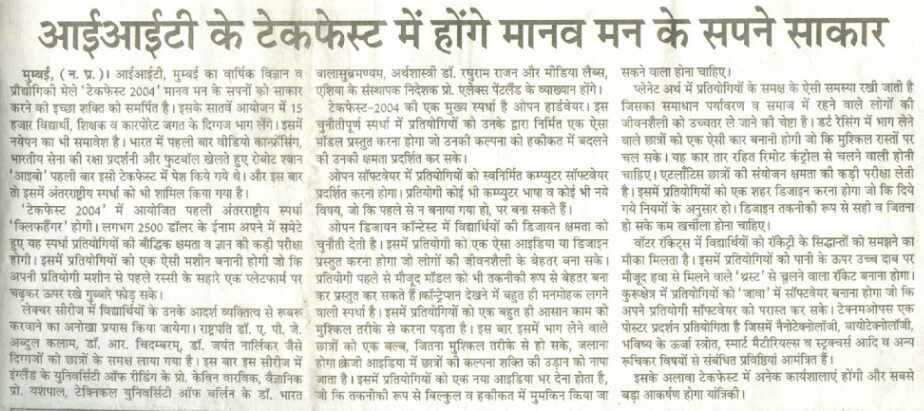 आईआईटी के टेकफेस्ट में होंगे मानव मन के सपने साकार
मुम्बई, (न. प्र.)। आईआईटी, मुम्बई का वार्षिक विज्ञान व
प्रौद्योगिकी मेले 'टेकफेस्ट 2004' मानव मन के सपनों को साकार
करने की इच्छा शक्ति को समर्पित है। इसके सातवें आयोजन में 15
हजार विद्यार्थी, शिक्षक व कारपोरेट जगत के दिग्गज भाग लेंगे। इसमें
नयेपन का भी समावेश है। भारत में पहली बार वीडियो कान्फ्रेंसिंग,
भारतीय सेना की रक्षा प्रदर्शनी और फुटबॉल खेलते हुए रोबोट श्वान
'आइबो' पहली बार इसी टेकफेस्ट में पेश किये गये थे। और इस बार
तो इसमें अंतरराष्ट्रीय स्पर्धा को भी शामिल किया गया है।
'टेकफेस्ट 2004' में आयोजित पहली अंतरराष्ट्रीय स्पर्धा
'क्लिफहैंगर' होगी। लगभग 2500 डॉलर के ईनाम अपने में समेटे
हुए यह स्पर्धा प्रतियोगियों की बौद्धिक क्षमता व ज्ञान की कड़ी परीक्षा
होगी। इसमें प्रतियोगियों को एक ऐसी मशीन बनानी होगी जो कि
अपनी प्रतियोगी मशीन से पहले रस्सी के सहारे एक प्लेटफार्म पर
चढ़कर ऊपर रखे गुब्बारे फोड़ सके।
लेक्चर सीरीज में विद्यार्थियों के उनके आदर्श व्यक्तित्व से रूबरू
करवाने का अनोखा प्रयास किया जायेगा। राष्ट्रपति डॉ. ए. पी. जे.
अब्दुल कलाम, डॉ. आर. चिदम्बरम्, डॉ. जयंत नार्लिकर जैसे
दिग्गजों को छात्रों के समक्ष लाया गया है। इस बार इस सीरीज में
इंग्लैंड के युनिवर्सिटी ऑफ रीडिंग के प्रो. केविन वारविक, वैज्ञानिक
प्रो. यशपाल, टेक्निकल युनिवर्सिटी ऑफ बर्लिन के डॉ. भारत
बालासुब्रमण्यम, अर्थशास्त्री डॉ. रघुराम राजन और मीडिया लैब्स,
एशिया के संस्थापक निदेशक प्रो. एलेक्स पेंटलैंड के व्याख्यान होंगे।
टेकफेस्ट-2004 की एक मुख्य स्पर्धा है ओपन हार्डवेयर। इस
चुनौतीपूर्ण स्पर्धा में प्रतियोगियों को उनके द्वारा निर्मित एक ऐसा
मॉडल प्रस्तुत करना होगा जो उनकी कल्पना की हकीकत में बदलने
की उनकी क्षमता प्रदर्शित कर सके।
ओपन सॉफ्टवेयर में प्रतियोगियों को स्वनिर्मित कम्प्युटर सॉफ्टवेयर
प्रदर्शित करना होगा। प्रतियोगी कोई भी कम्प्युटर भाषा व कोई भी नये
विषय, जो कि पहले से न बनाया गया हो, पर बना सकते हैं।
ओपन डिजायन कॉन्टेस्ट में विद्यार्थियों की डिजायन क्षमता को
चुनौती देती है। इसमें प्रतियोगी को एक ऐसा आइडिया या डिजाइन
प्रस्तुत करना होगा जो लोगों की जीवनशैली के बेहतर बना सके।
प्रतियोगी पहले से मौजूद मॉडल को भी तकनीकी रूप से बेहतर बना
कर प्रस्तुत कर सकते हैं।कॉन्ट्रेप्शन देखने में बहुत ही मनमोहक लगने
वाली स्पर्धा है। इसमें प्रतियोगियों को एक बहुत ही आसान काम को
मुश्किल तरीके से करना पड़ता है। इस बार इसमें भाग लेने वाले
छात्रों को एक बल्ब, जितना मुश्किल तरीके से हो सके, जलाना
होगा।क्रेजी आइडिया में छात्रों की कल्पना शक्ति की उड़ान को नापा
जाता है। इसमें प्रतियोगियों को एक नया आइडिया भर देना होता है,
जो कि तकनीकी रूप से बिल्कुल व हकीकत में मुमकिन किया जा
सकने वाला होना चाहिए।
प्लेनेट अर्थ में प्रतियोगियों के समक्ष के ऐसी समस्या रखी जाती है
जिसका समाधान पर्यावरण व समाज में रहने वाले लोगों की
जीवनशैली को उच्चतर ले जाने की चेष्टा है। डर्ट रेसिंग में भाग लेने
वाले छात्रों को एक ऐसी कार बनानी होगी जो कि मुश्किल रास्तों पर
चल सके। यह कार तार रहित रिमोट कंट्रोल से चलने वाली होनी
चाहिए। एटलॉंटिस छात्रों की संयोजन क्षमता की कड़ी परीक्षा लेती
है। इसमें प्रतियोगियों को एक शहर डिजाइन करना होगा जो कि दिये
गये नियमों के अनुसार हो। डिजाइन तकनीकी रूप से सही व जितना
हो सके कम खर्चीला होना चाहिए।
वॉटर रॉकेट्स में विद्यार्थियों को रॉकेट्री के सिद्धान्तों को समझने का
मौका मिलता है। इसमें प्रतियोगियों को पानी के ऊपर उच्च दाब पर
मौजूद हवा से मिलने वाले 'थ्रस्ट' से चलने वाला रॉकेट बनाना होगा।
कुरूक्षेत्र में प्रतियोगियों को 'जावा' में सॉफ्टवेयर बनाना होगा जो कि
अपने प्रतियोगी सॉफ्टवेयर को परास्त कर सके। टेक्नमओपस एक
पोस्टर प्रदर्शन प्रतियोगिता है जिसमें नैनोटेक्नोलॉजी, बायोटेक्नोलॉजी,
भविष्य के ऊर्जा स्त्रोत, स्मार्ट मैटीरियल्स व स्ट्रक्चर्स आदि व अन्य
रूचिकर विषयों से संबंधित प्रविष्टियां आमंत्रित हैं।
इसके अलावा टेकफेस्ट में अनेक कार्यशालाएं होंगी और सबसे
बड़ा आकर्षण होगा यांत्रिकी।